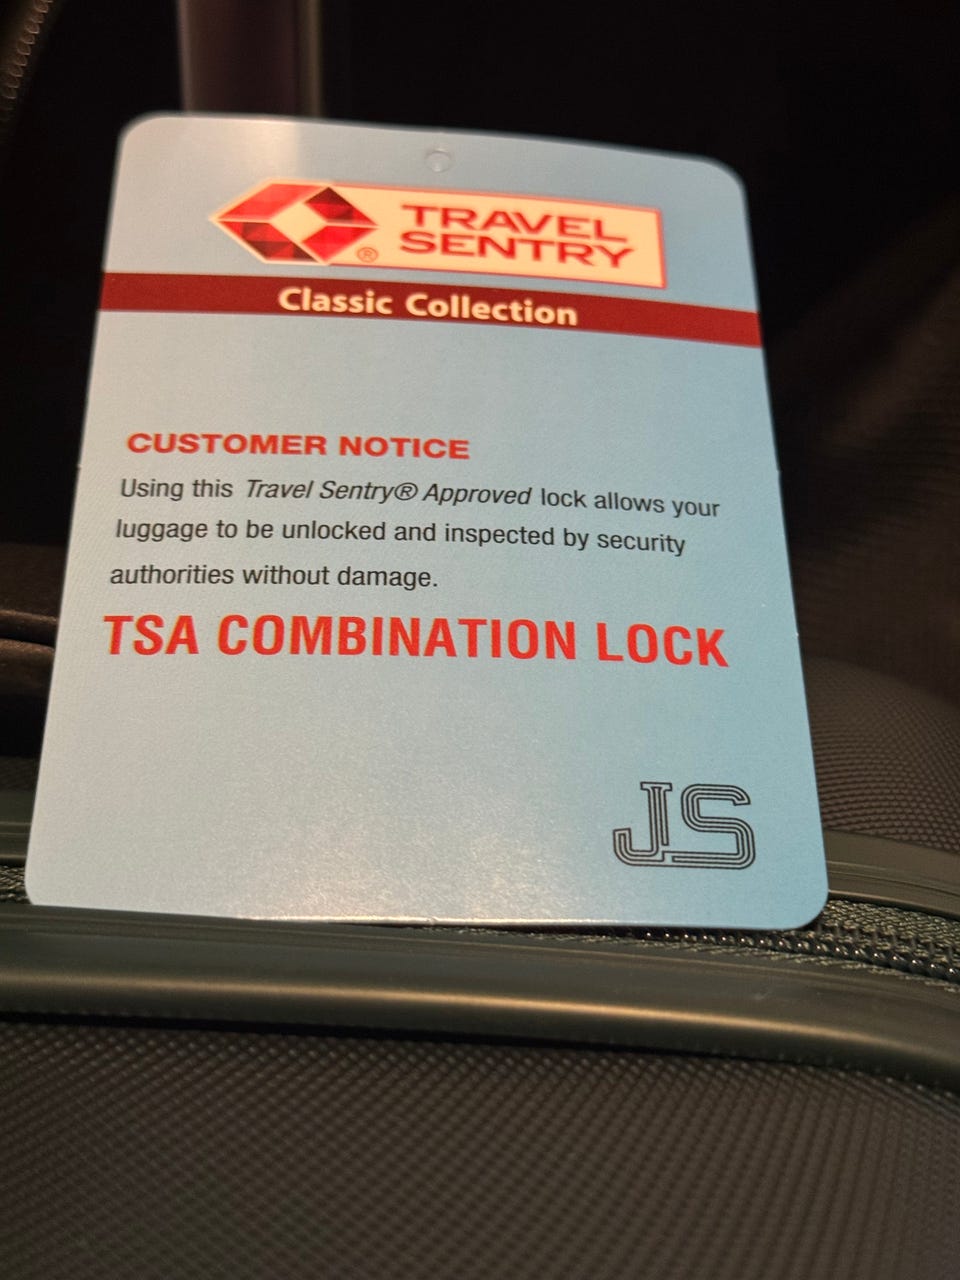 TRAVEL
SENTRY
®
Classic Collection
CUSTOMER NOTICE
Using this Travel Sentry® Approved lock allows your
luggage to be unlocked and inspected by security
authorities without damage.
TSA COMBINATION LOCK
JS